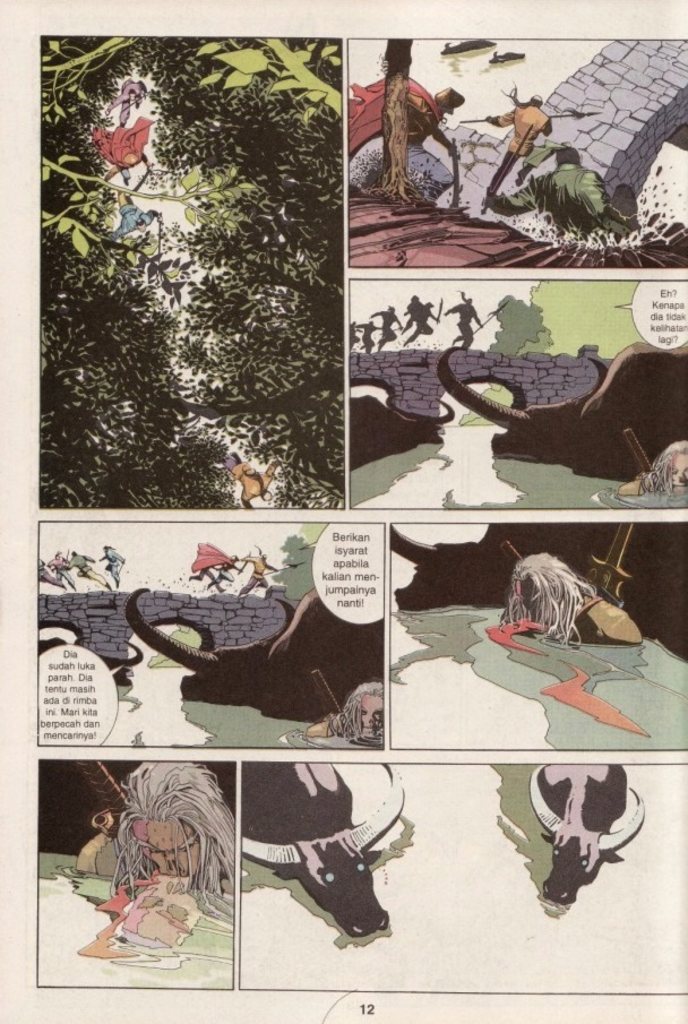 Eh?
Kenapa
dia tidak
kelihatan
lagi?
Berikan
isyarat
apabila
kalian men-
jumpainya
nanti!
Dia
sudah luka
parah. Dia
tentu masih
ada di rimba
ini. Mari kita
berpecah dan
mencarinya!
12